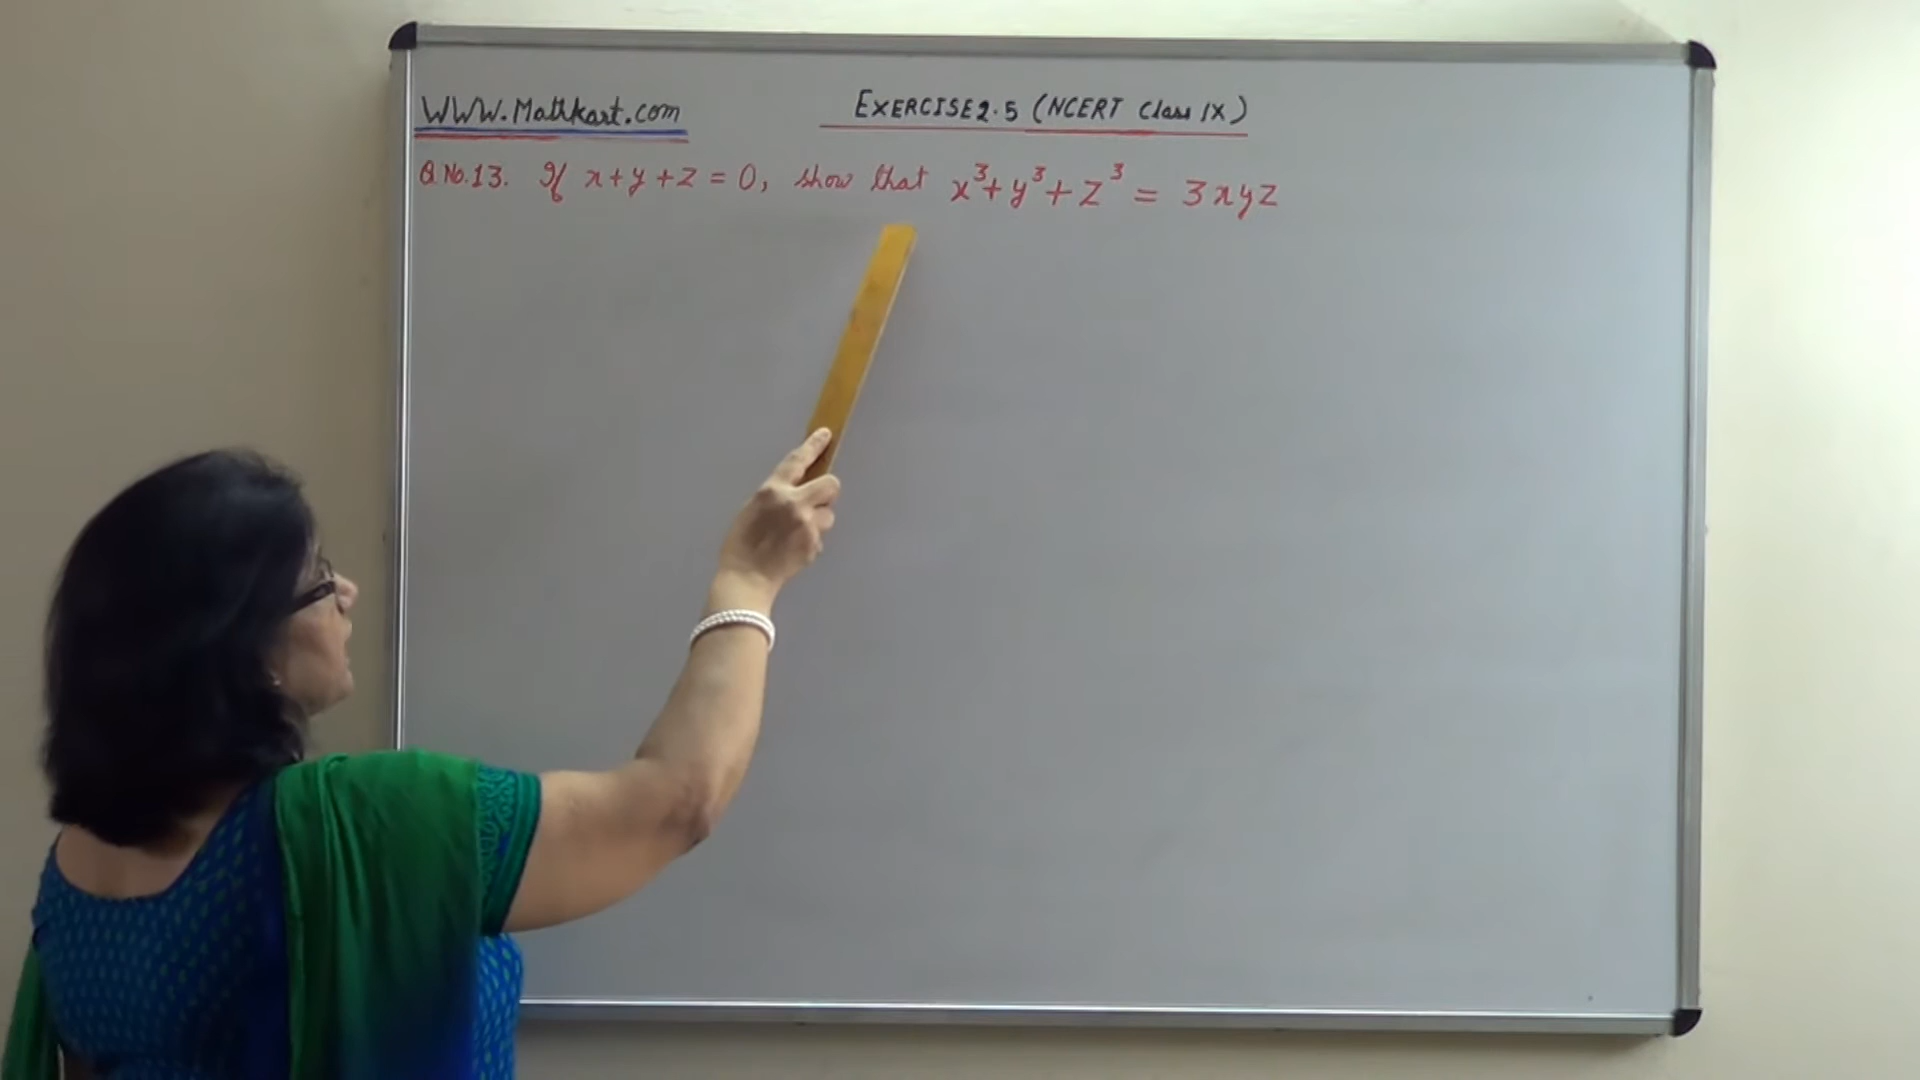 WWW.Mathkart.com EXERCISE 2.5 (NCERT Class IX)
Q.No.13. If x+y+z=0, show that x³+y³+z³ = 3xyz